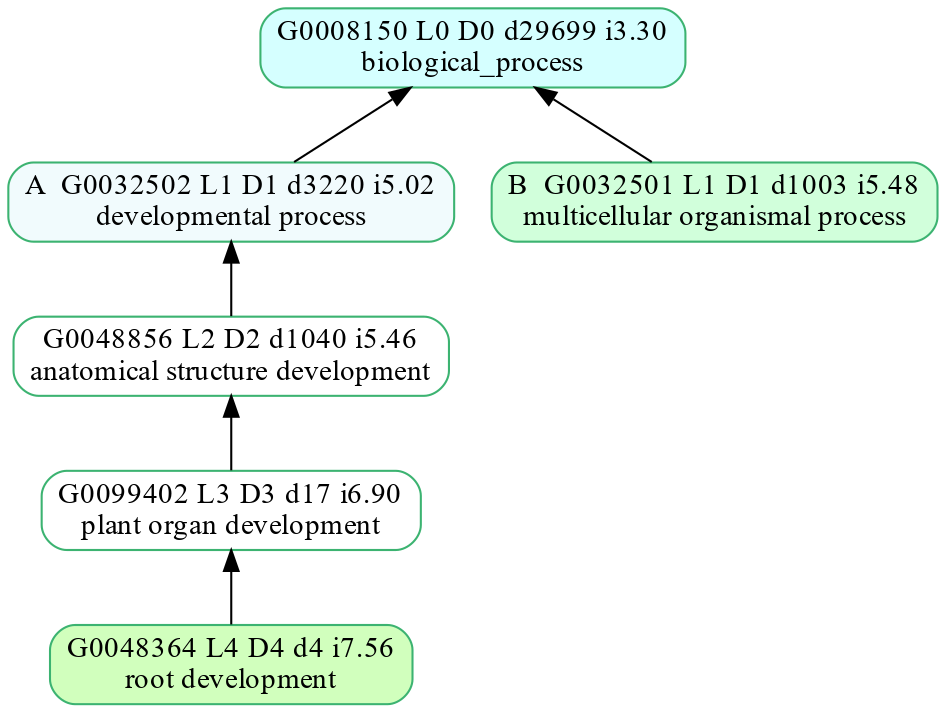 G0008150 L0 D0 d29699 i3.30
biological_process
A  G0032502 L1 D1 d3220 i5.02
developmental process
B  G0032501 L1 D1 d1003 i5.48
multicellular organismal process
G0048856 L2 D2 d1040 i5.46
anatomical structure development
G0099402 L3 D3 d17 i6.90
plant organ development
G0048364 L4 D4 d4 i7.56
root development